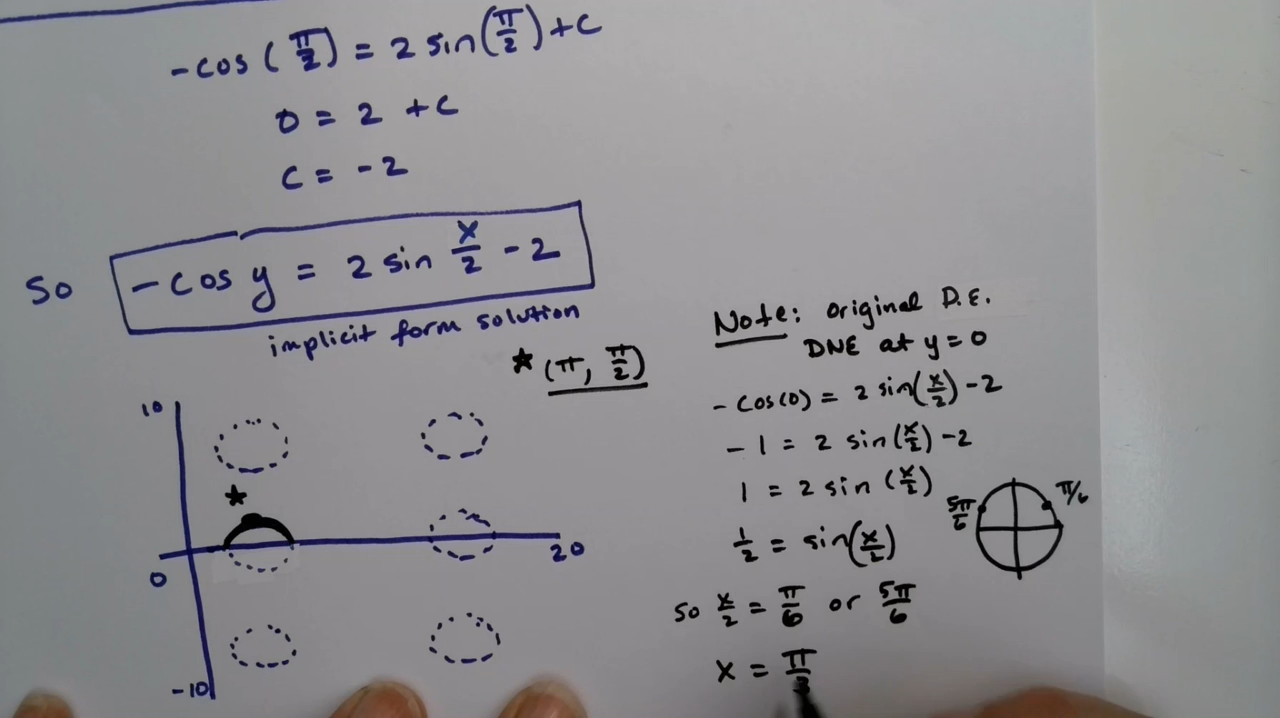 -cos(π/2) = 2 sin(π/2) + c
0 = 2 + c
c = -2
So -cos y = 2 sin x/2 - 2
implicit form solution
* (π, π/2)
10
*
0
20
-10
Note: original D.E.
DNE at y=0
- cos(0) = 2 sin(x/2) - 2
- 1 = 2 sin(x/2) - 2
1 = 2 sin(x/2)
1/2 = sin(x/2)
5π/6
π/6
so x/2 = π/6 or 5π/6
x = π/3